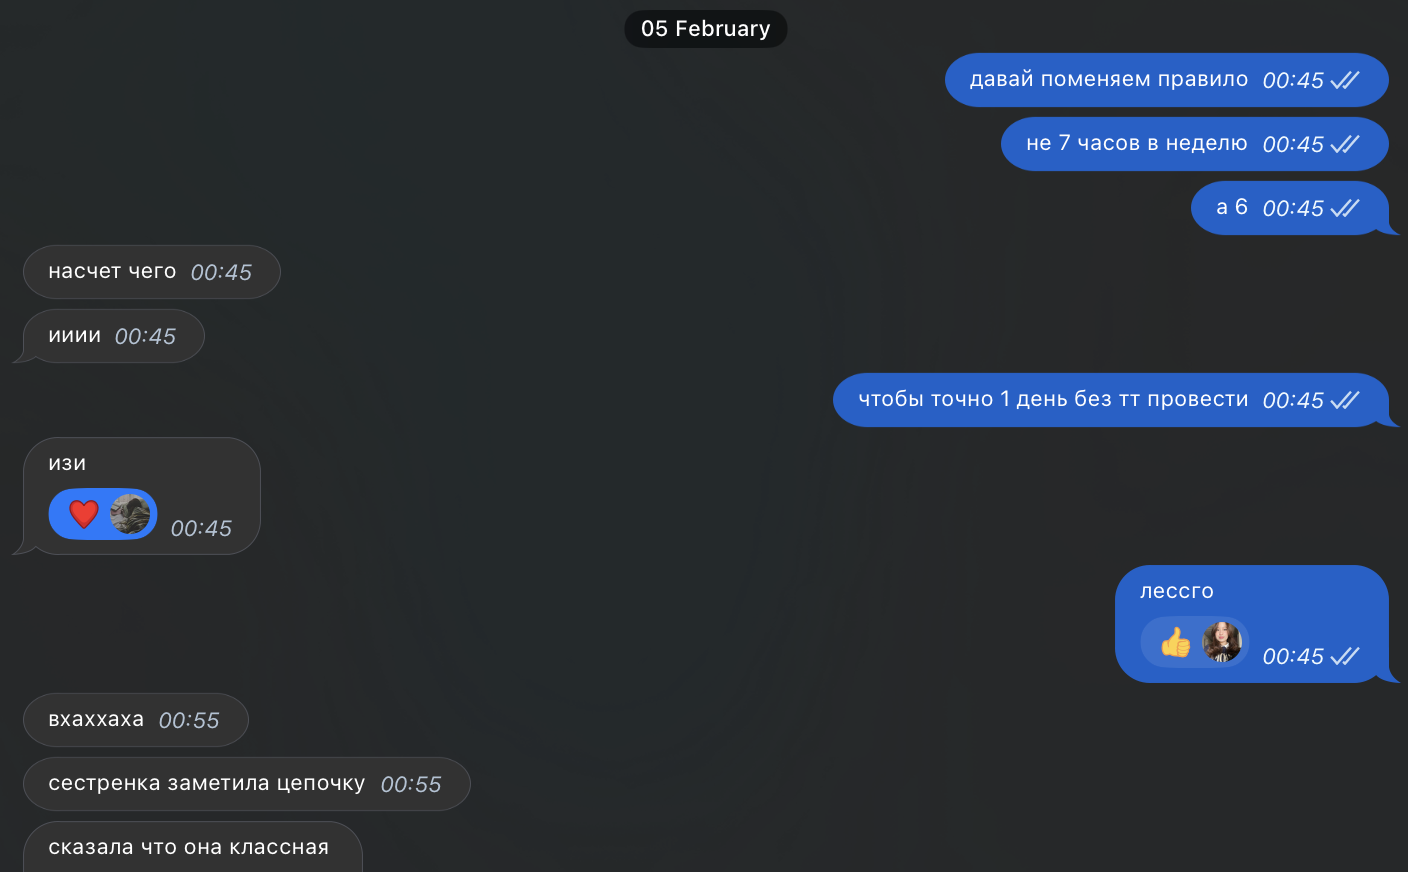 05 February
давай поменяем правило 00:45
не 7 часов в неделю 00:45
а 6 00:45
насчет чего 00:45
ииии 00:45
чтобы точно 1 день без тт провести 00:45
изи
00:45
лессго
00:45
вхаххаха 00:55
сестренка заметила цепочку 00:55
сказала что она классная